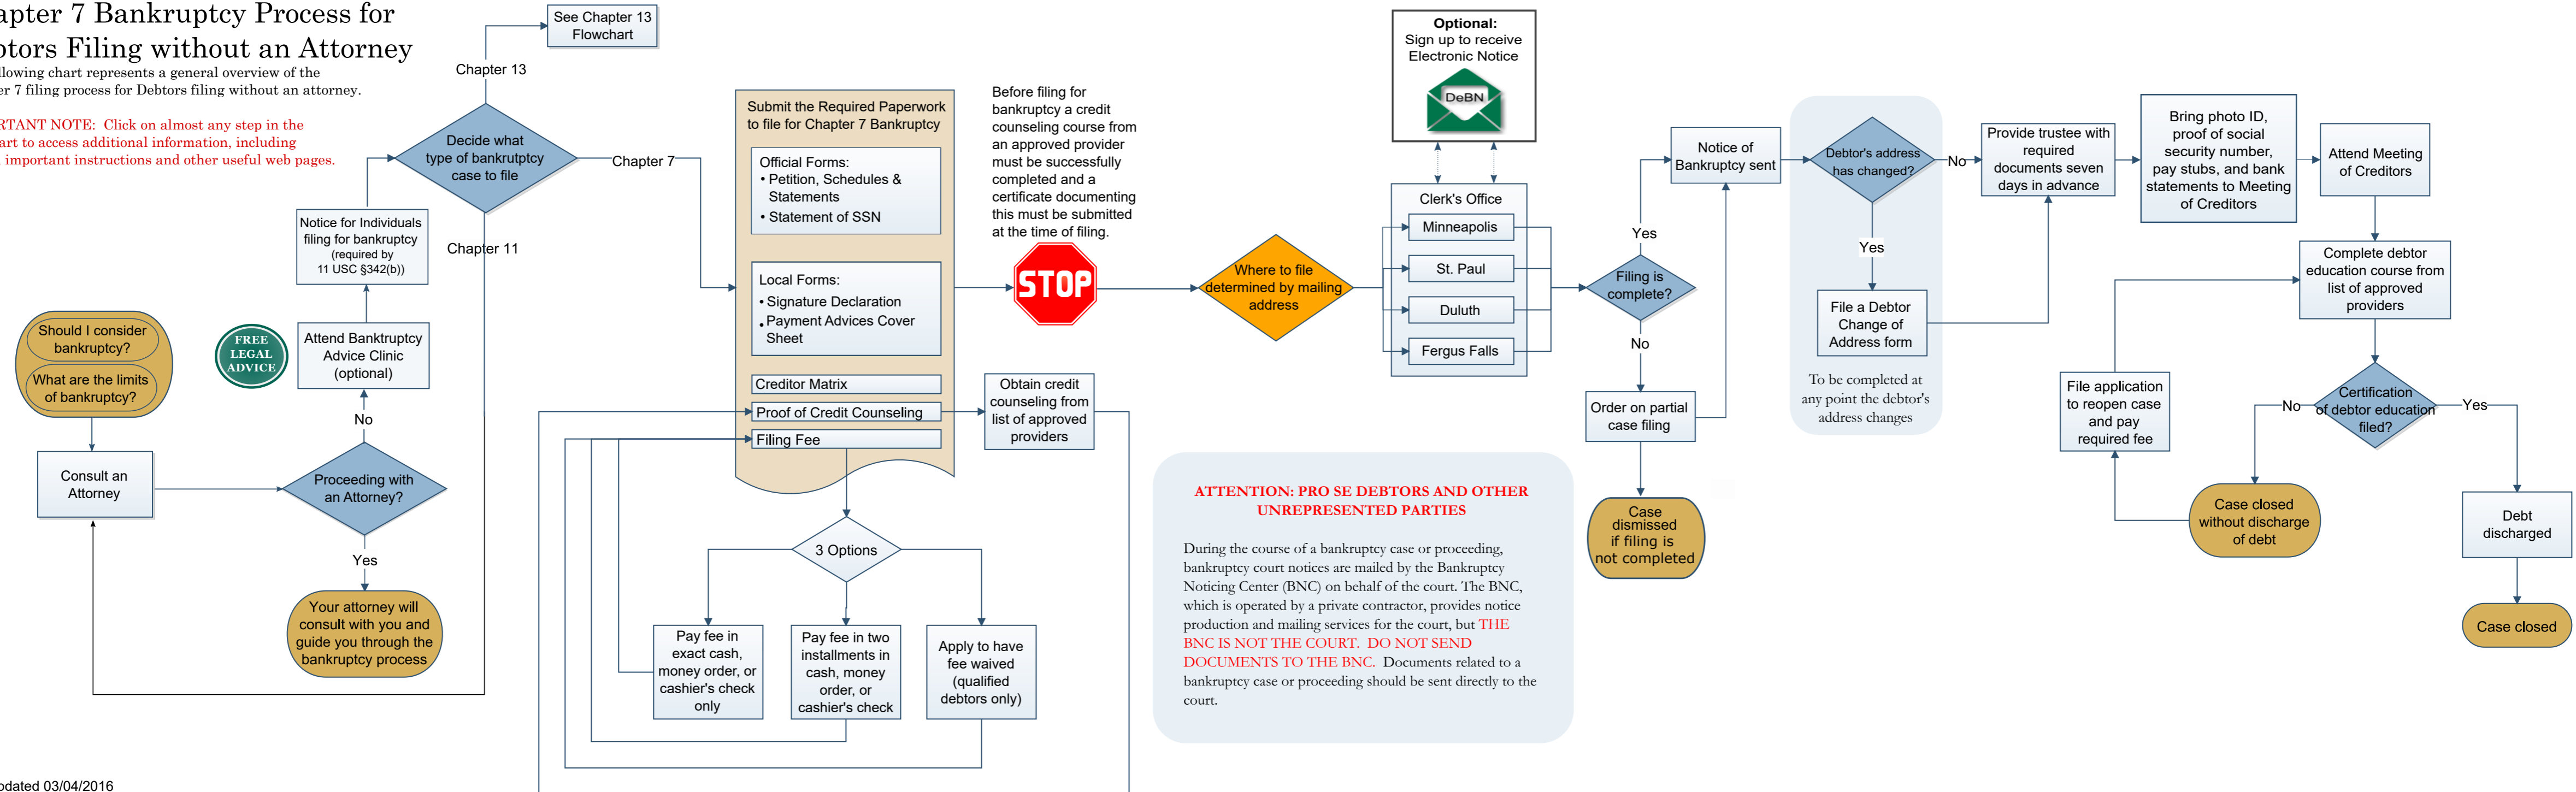 apter 7 Bankruptcy Process for
tors Filing without an Attorney
llowing chart represents a general overview of the
er 7 filing process for Debtors filing without an attorney.
RTANT NOTE: Click on almost any step in the
art to access additional information, including
, important instructions and other useful web pages.
See Chapter 13
Flowchart
Chapter 13
Decide what
type of bankrutptcy
case to file
Chapter 7
Chapter 11
Notice for Individuals
filing for bankruptcy
(required by
11 USC §342(b))
Should I consider
bankruptcy?
What are the limits
of bankruptcy?
FREE
LEGAL
ADVICE
Attend Banktruptcy
Advice Clinic
(optional)
No
Consult an
Attorney
Proceeding with
an Attorney?
Yes
Your attorney will
consult with you and
guide you through the
bankruptcy process
pdated 03/04/2016
Submit the Required Paperwork
to file for Chapter 7 Bankruptcy
Official Forms:
• Petition, Schedules &
Statements
• Statement of SSN
Local Forms:
• Signature Declaration
• Payment Advices Cover
Sheet
Creditor Matrix
Proof of Credit Counseling
Filing Fee
Obtain credit
counseling from
list of approved
providers
3 Options
Pay fee in
exact cash,
money order, or
cashier's check
only
Pay fee in two
installments in
cash, money
order, or
cashier's check
Apply to have
fee waived
(qualified
debtors only)
Before filing for
bankruptcy a credit
counseling course from
an approved provider
must be successfully
completed and a
certificate documenting
this must be submitted
at the time of filing.
STOP
Where to file
determined by mailing
address
Optional:
Sign up to receive
Electronic Notice
DeBN
Clerk's Office
Minneapolis
St. Paul
Duluth
Fergus Falls
Filing is
complete?
Yes
No
Notice of
Bankruptcy sent
Order on partial
case filing
Case
dismissed
if filing is
not completed
ATTENTION: PRO SE DEBTORS AND OTHER
UNREPRESENTED PARTIES
During the course of a bankruptcy case or proceeding,
bankruptcy court notices are mailed by the Bankruptcy
Noticing Center (BNC) on behalf of the court. The BNC,
which is operated by a private contractor, provides notice
production and mailing services for the court, but THE
BNC IS NOT THE COURT. DO NOT SEND
DOCUMENTS TO THE BNC. Documents related to a
bankruptcy case or proceeding should be sent directly to the
court.
Debtor's address
has changed?
No
Yes
File a Debtor
Change of
Address form
To be completed at
any point the debtor's
address changes
Provide trustee with
required
documents seven
days in advance
Bring photo ID,
proof of social
security number,
pay stubs, and bank
statements to Meeting
of Creditors
Attend Meeting
of Creditors
Complete debtor
education course from
list of approved
providers
Certification
of debtor education
filed?
No
Yes
File application
to reopen case
and pay
required fee
Case closed
without discharge
of debt
Debt
discharged
Case closed